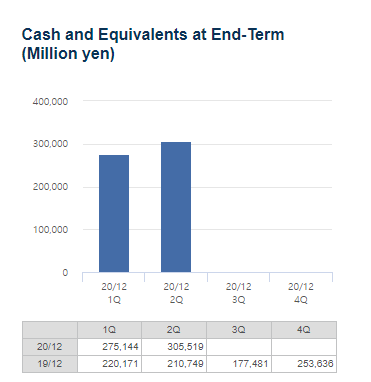 Cash and Equivalents at End-Term
(Million yen)
400,000
300,000
200,000
100,000
0
20/12 20/12 20/12 20/12
1Q 2Q 3Q 4Q
1Q 2Q 3Q 4Q
20/12 275,144 305,519
19/12 220,171 210,749 177,481 253,636